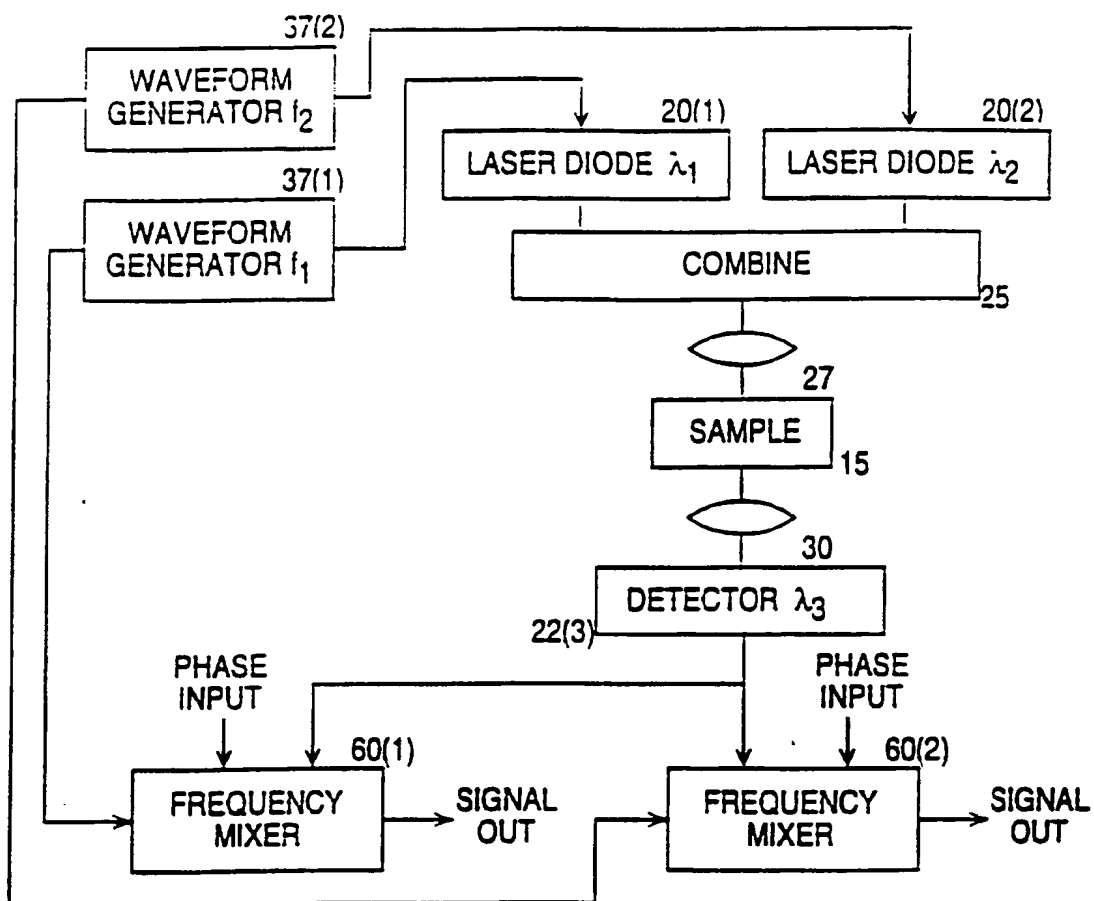 37(2)
WAVEFORM
GENERATOR f2
37(1)
WAVEFORM
GENERATOR f1
20(1)
LASER DIODE λ1
20(2)
LASER DIODE λ2
COMBINE
25
27
SAMPLE
15
30
DETECTOR λ3
22(3)
PHASE
INPUT
PHASE
INPUT
60(1)
FREQUENCY
MIXER
SIGNAL
OUT
60(2)
FREQUENCY
MIXER
SIGNAL
OUT